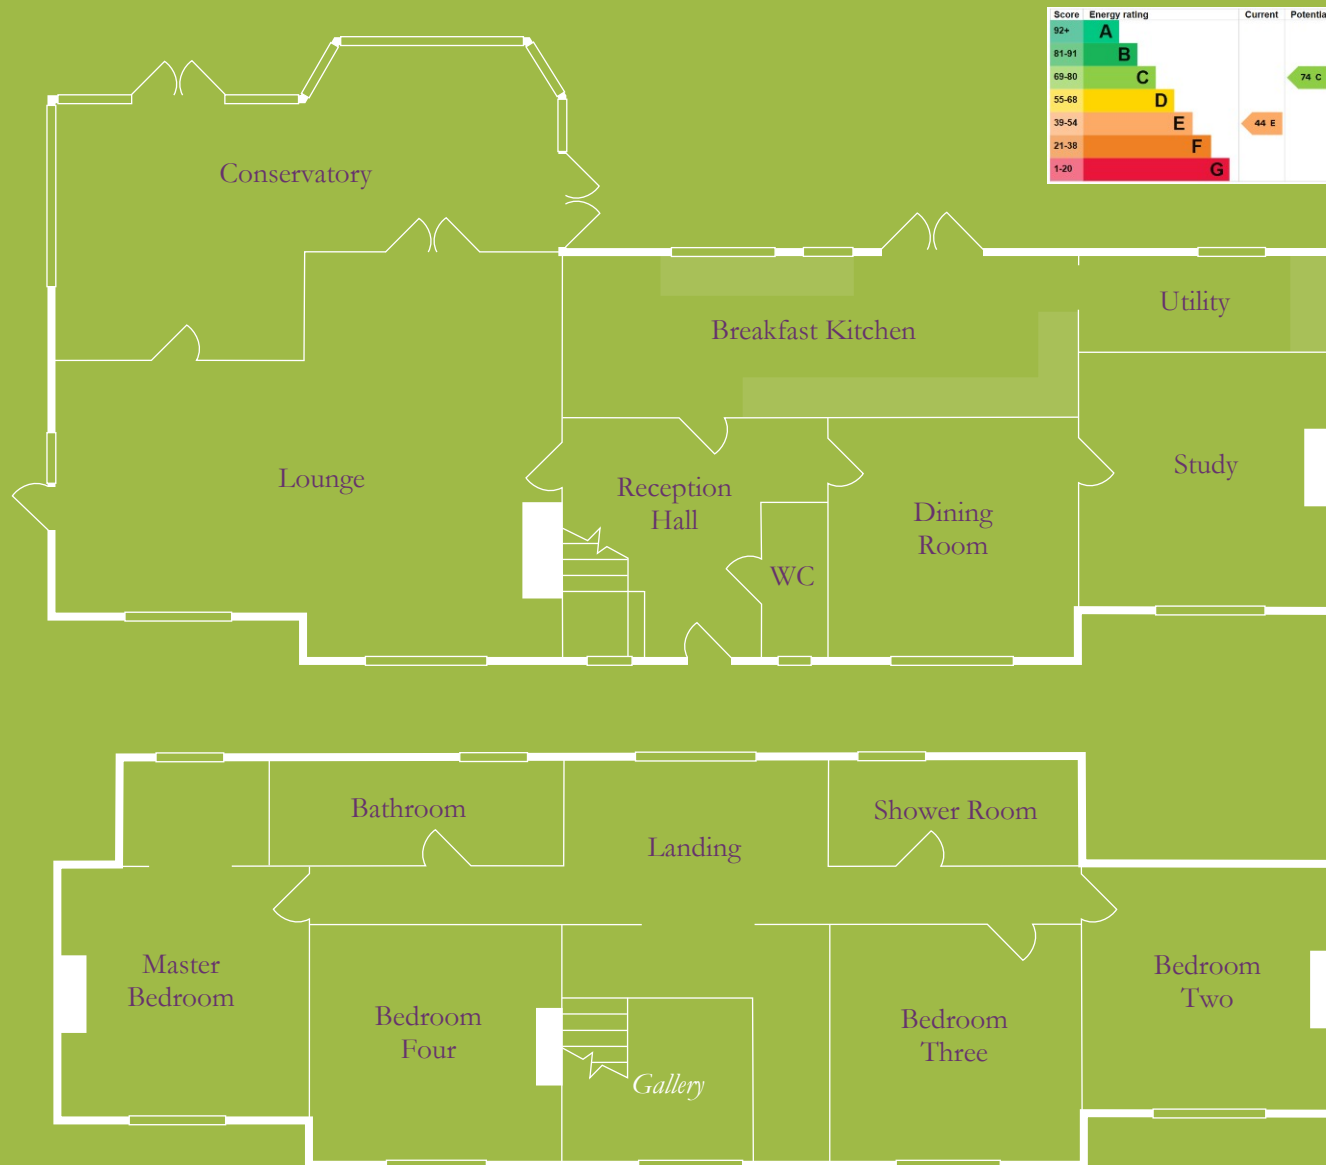 Score Energy rating Current Potentia
92+ A
81-91 B
69-80 C 74 C
55-68 D
39-54 E 44 E
21-38 F
1-20 G
Conservatory
Utility
Breakfast Kitchen
Lounge
Reception
Hall
Study
Dining
Room
WC
Bathroom
Landing
Shower Room
Master
Bedroom
Bedroom
Two
Bedroom
Four
Bedroom
Three
Gallery